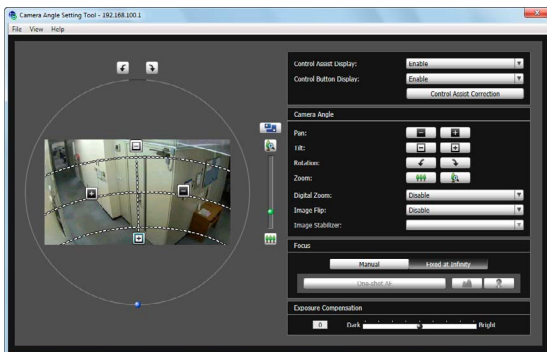 Camera Angle Setting Tool - 192.168.100.1
File View Help
Control Assist Display: Enable
Control Button Display: Enable
Control Assist Correction
Camera Angle
Pan:
Tilt:
Rotation:
Zoom:
Digital Zoom: Disable
Image Flip: Disable
Image Stabilizer:
Focus
Manual Fixed at Infinity
One-shot AF
Exposure Compensation
0 Dark Bright